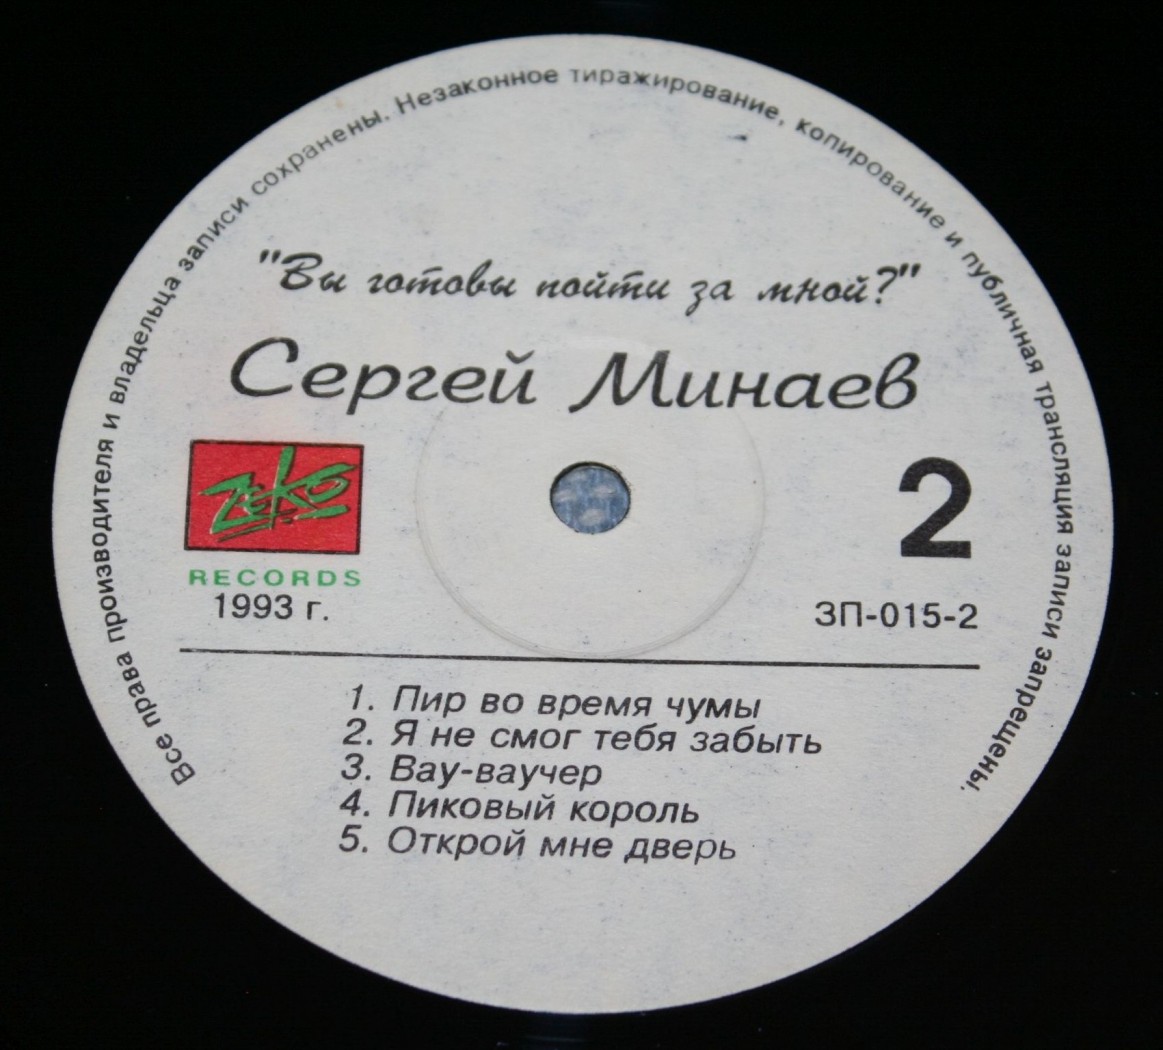 Все права производителя и владельца записи сохранены. Незаконное тиражирование, копирование и публичная трансляция записи запрещены.
"Вы готовы пойти за мной?"
Сергей Минаев
ZEKO
RECORDS
1993 г.
2
ЗП-015-2
1. Пир во время чумы
2. Я не смог тебя забыть
3. Вау-ваучер
4. Пиковый король
5. Открой мне дверь